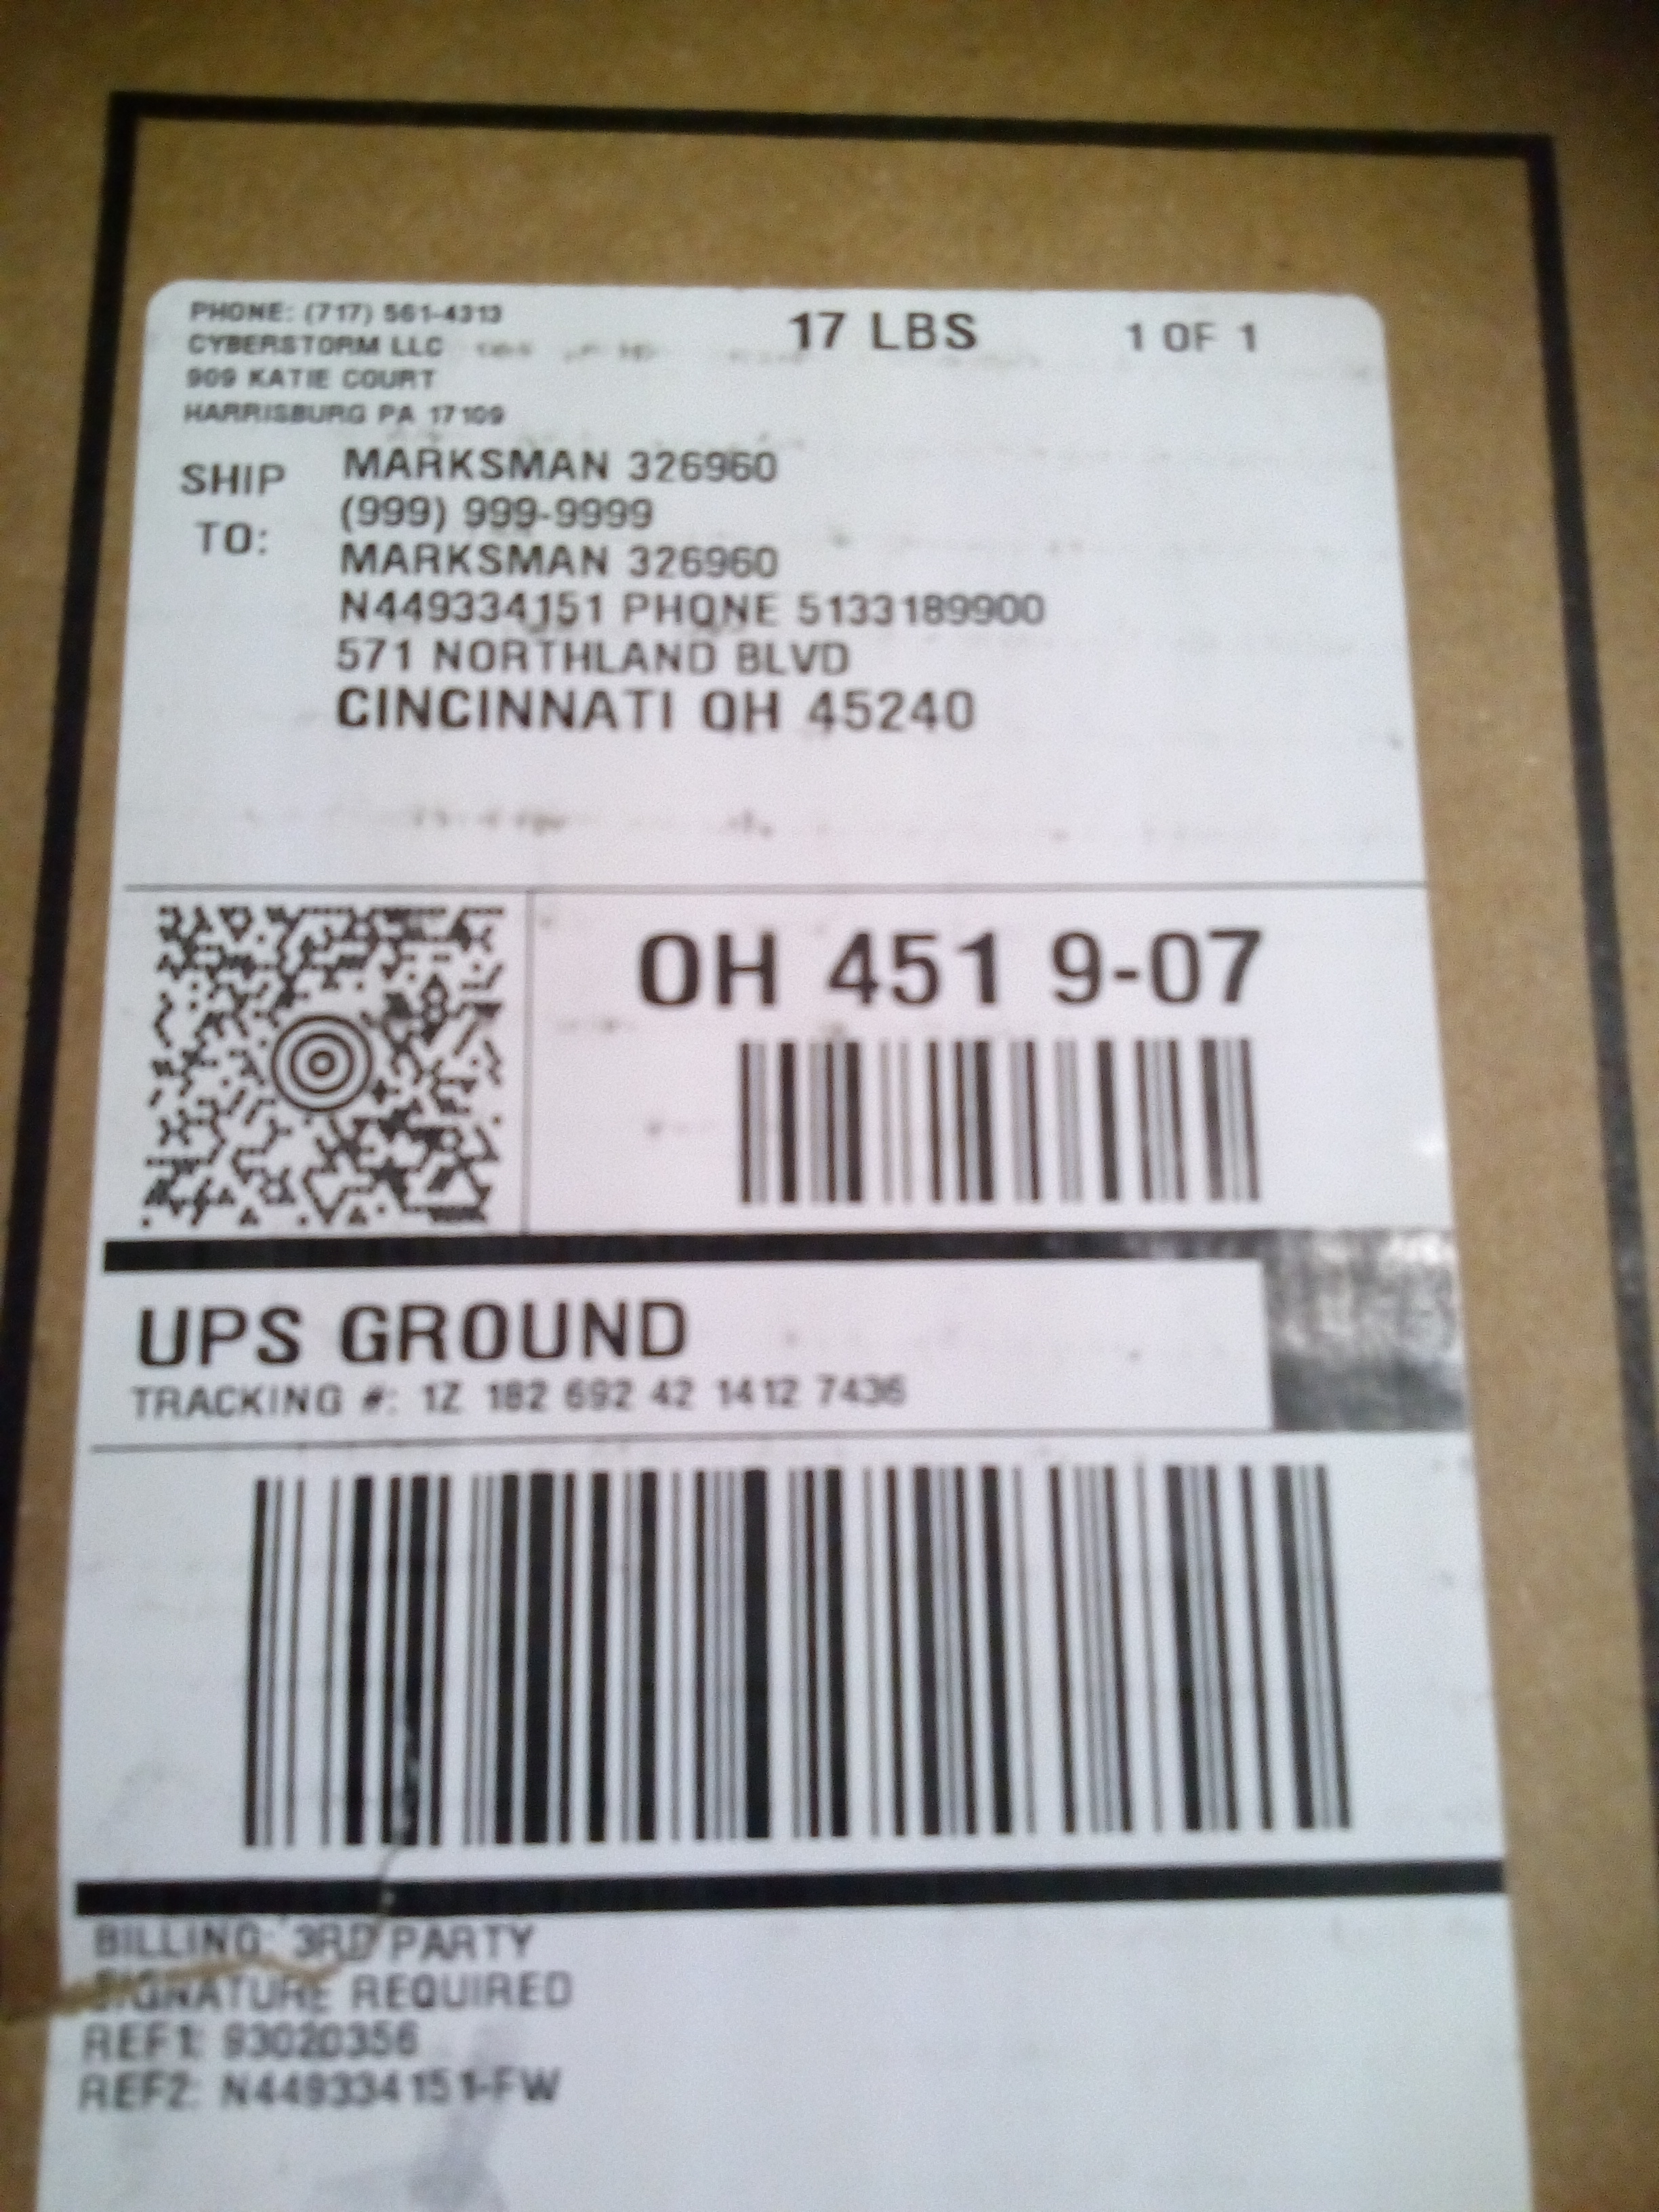 PHONE: (717) 561-4313
CYBERSTORM LLC
909 KATIE COURT
HARRISBURG PA 17109
17 LBS
1 OF 1
SHIP TO:
MARKSMAN 326960
(999) 999-9999
MARKSMAN 326960
N449334151 PHONE 5133189900
571 NORTHLAND BLVD
CINCINNATI OH 45240
OH 451 9-07
UPS GROUND
TRACKING #: 1Z 182 692 42 1412 7436
BILLING: 3RD PARTY
SIGNATURE REQUIRED
REF1: 93020356
REF2: N449334151-FW